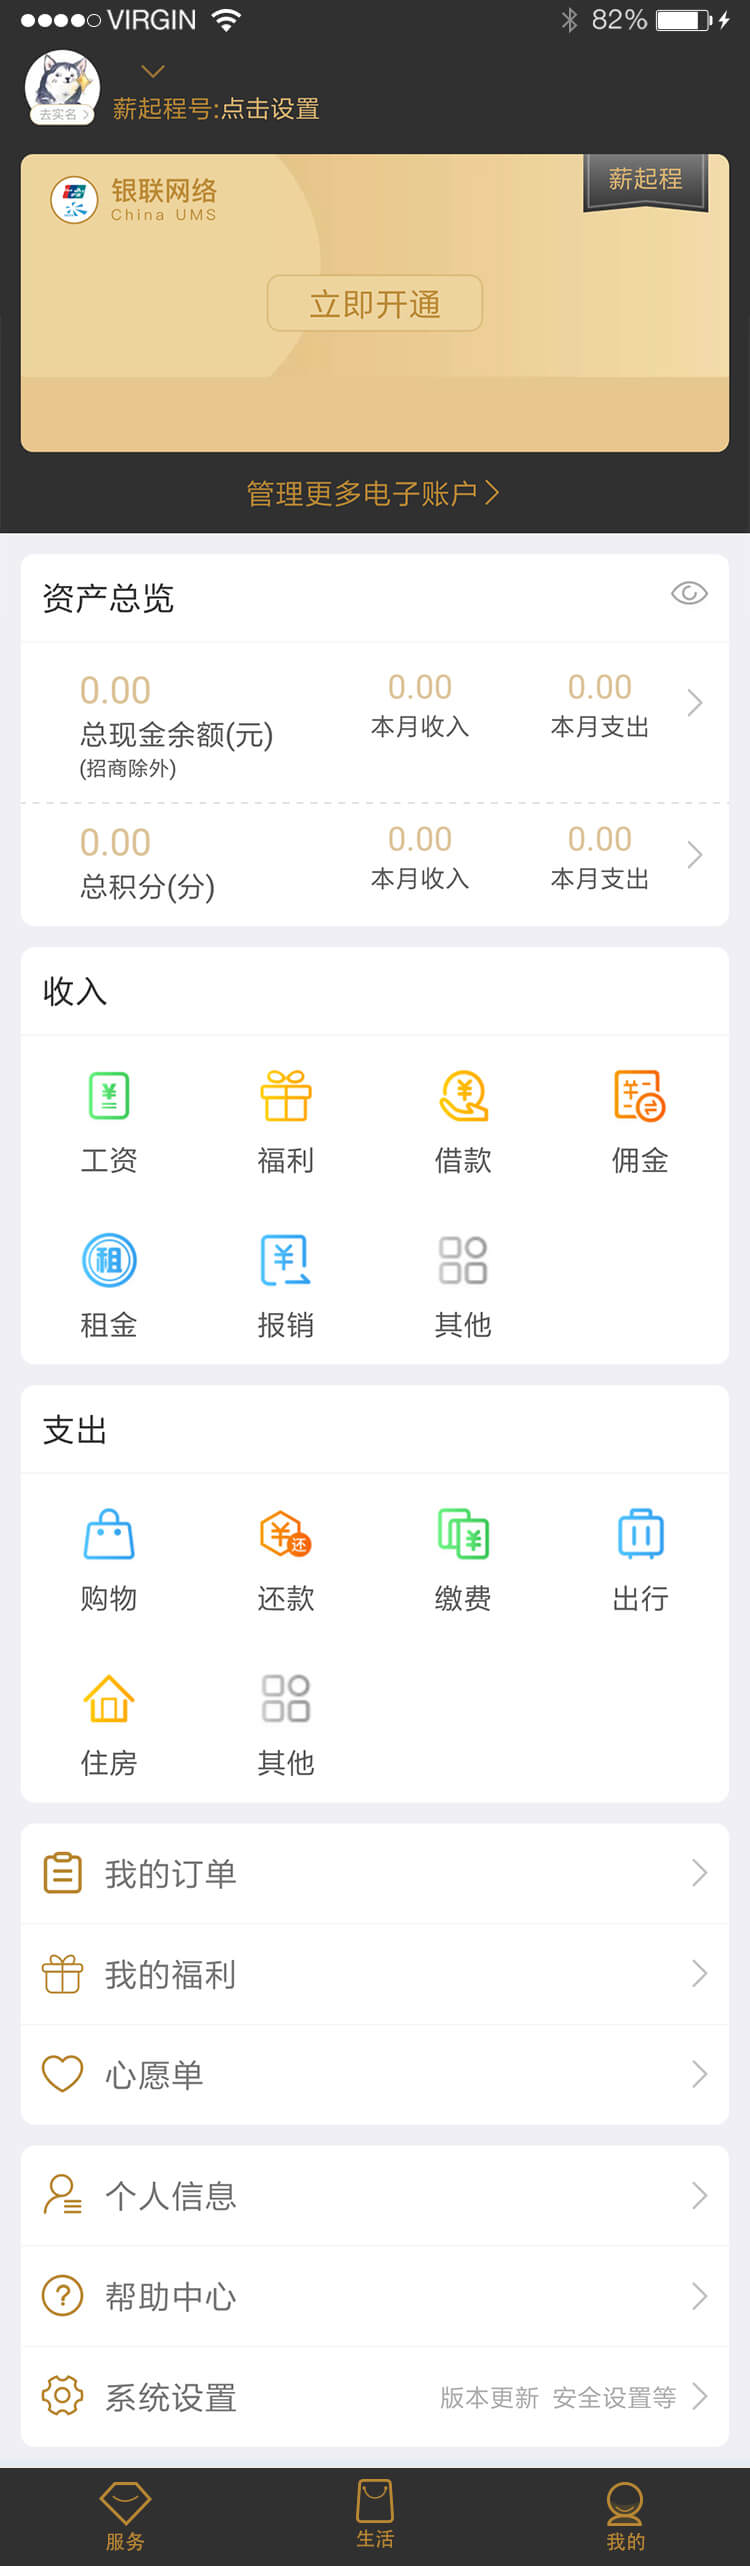 VIRGIN 82%
去实名
薪起程号:点击设置
银联网络
China UMS
薪起程
立即开通
管理更多电子账户
资产总览
0.00 0.00 0.00
总现金余额(元) 本月收入 本月支出
(招商除外)
0.00 0.00 0.00
总积分(分) 本月收入 本月支出
收入
工资 福利 借款 佣金
租
租金 报销 其他
支出
还
购物 还款 缴费 出行
住房 其他
我的订单
我的福利
心愿单
个人信息
帮助中心
系统设置 版本更新 安全设置等
服务 生活 我的